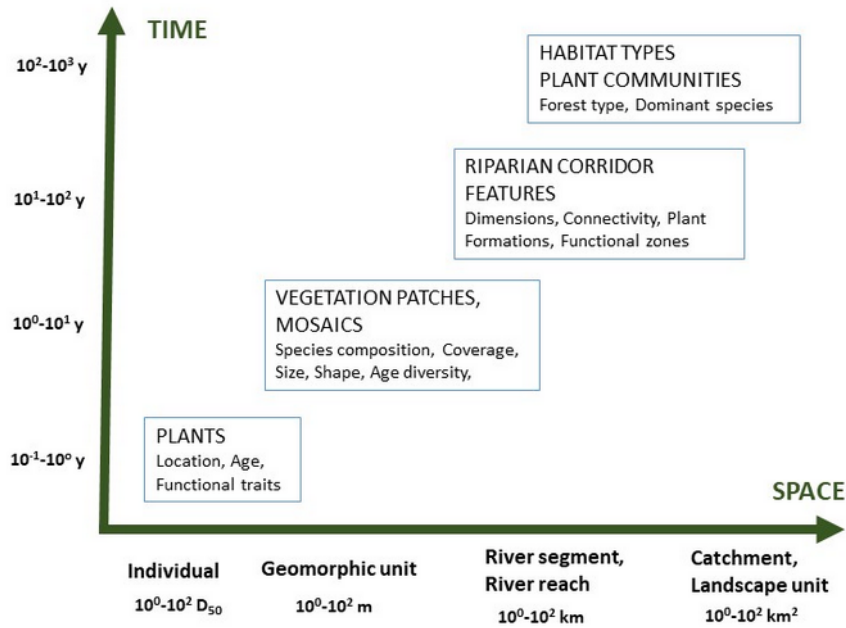 TIME
10²-10³ y
HABITAT TYPES
PLANT COMMUNITIES
Forest type, Dominant species
10¹-10² y
RIPARIAN CORRIDOR
FEATURES
Dimensions, Connectivity, Plant
Formations, Functional zones
10⁰-10¹ y
VEGETATION PATCHES,
MOSAICS
Species composition, Coverage,
Size, Shape, Age diversity,
10⁻¹-10⁰ y
PLANTS
Location, Age,
Functional traits
SPACE
Individual
10⁰-10² D₅₀
Geomorphic unit
10⁰-10² m
River segment,
River reach
10⁰-10² km
Catchment,
Landscape unit
10⁰-10² km²